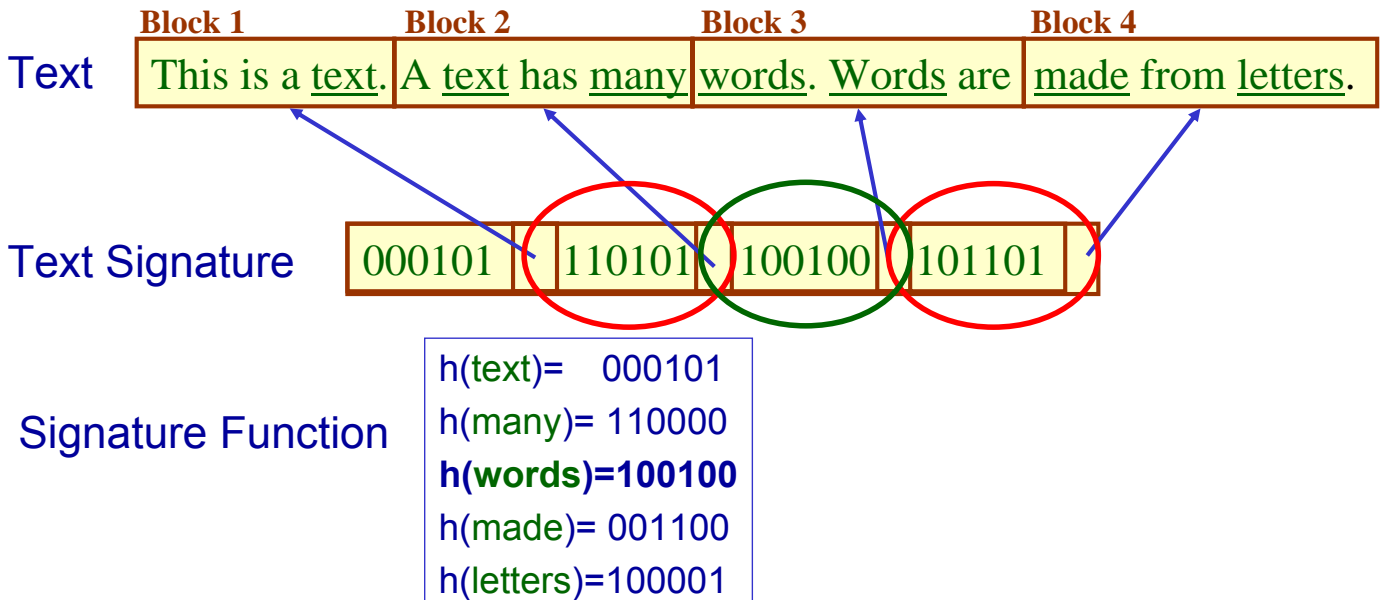 Block 1 Block 2 Block 3 Block 4
Text This is a text. A text has many words. Words are made from letters.
Text Signature 000101 110101 100100 101101
h(text)= 000101
h(many)= 110000
Signature Function
h(words)=100100
h(made)= 001100
h(letters)=100001